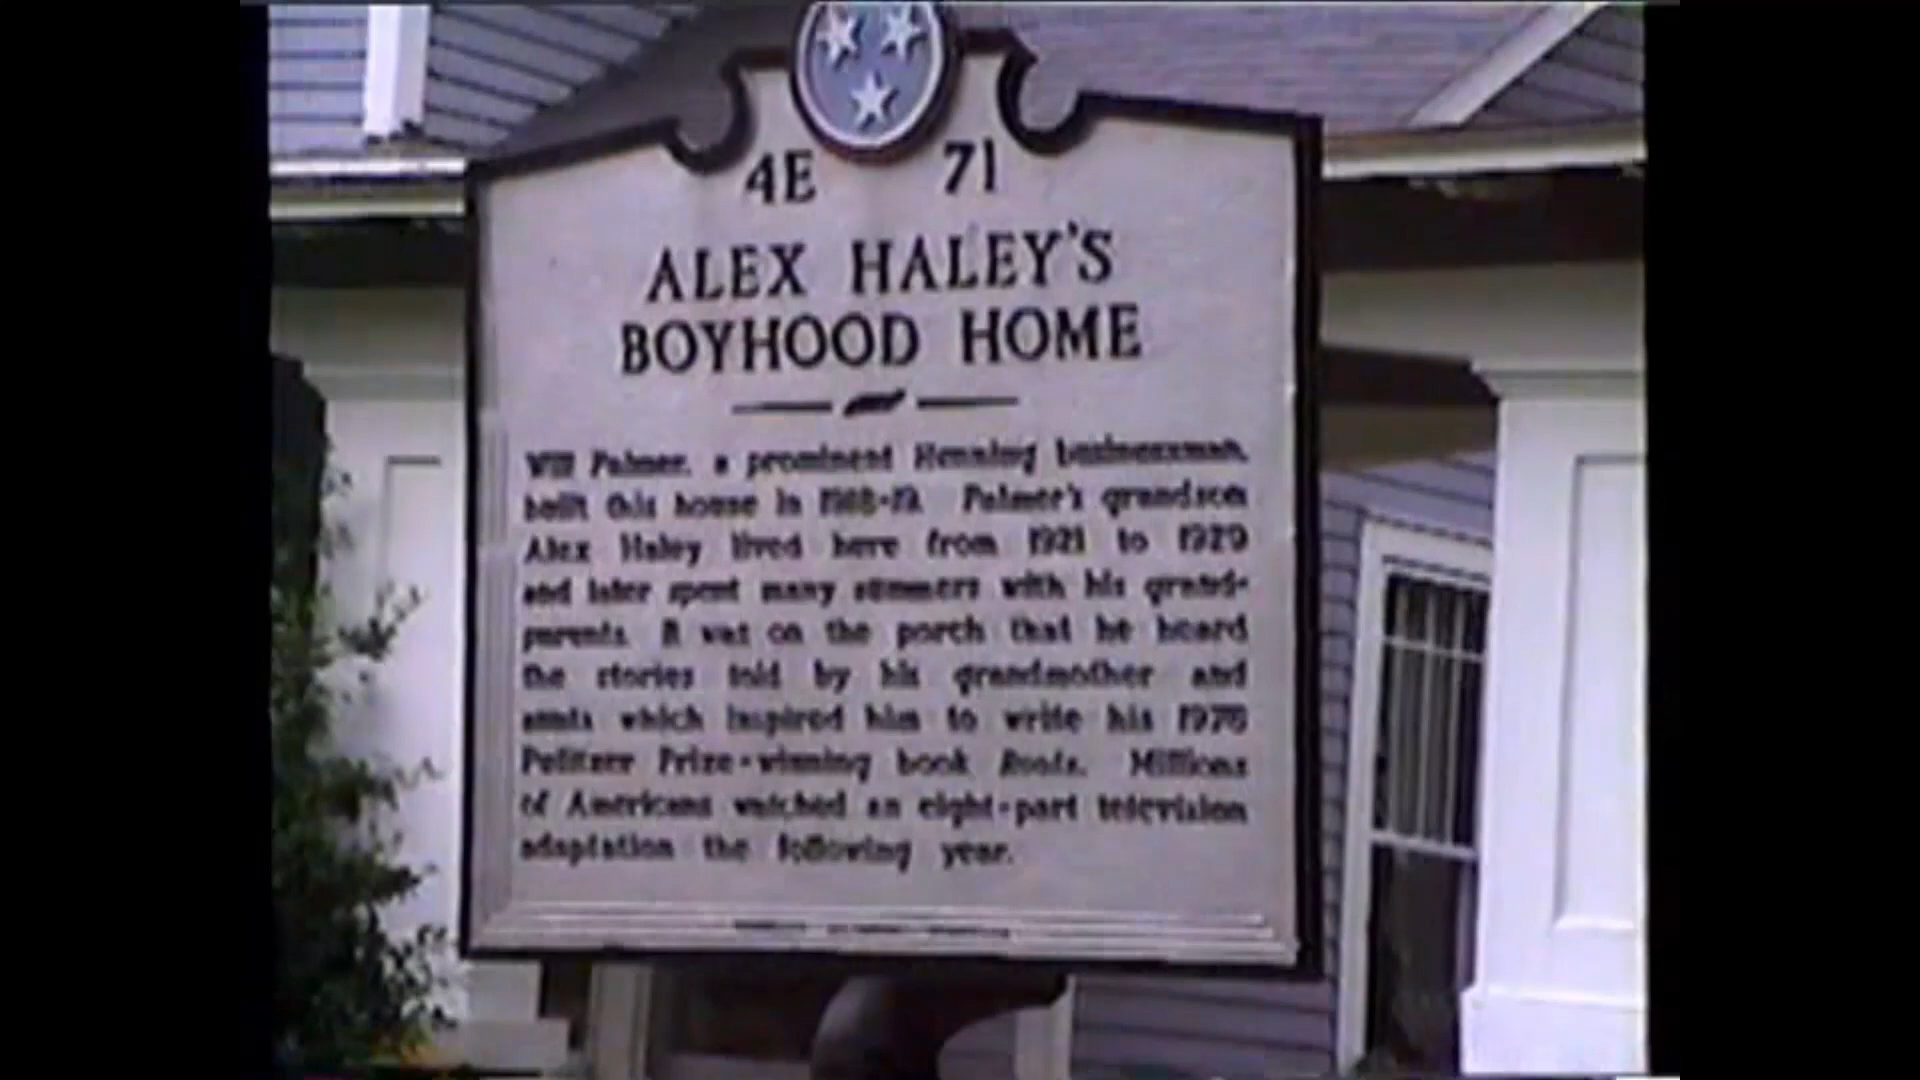 4E 71
ALEX HALEY'S
BOYHOOD HOME
Will Palmer, a prominent Henning businessman,
built this house in 1918-19. Palmer's grandson
Alex Haley lived here from 1921 to 1929
and later spent many summers with his grand-
parents. It was on the porch that he heard
the stories told by his grandmother and
aunts which inspired him to write his 1976
Pulitzer Prize-winning book Roots. Millions
of Americans watched an eight-part television
adaptation the following year.